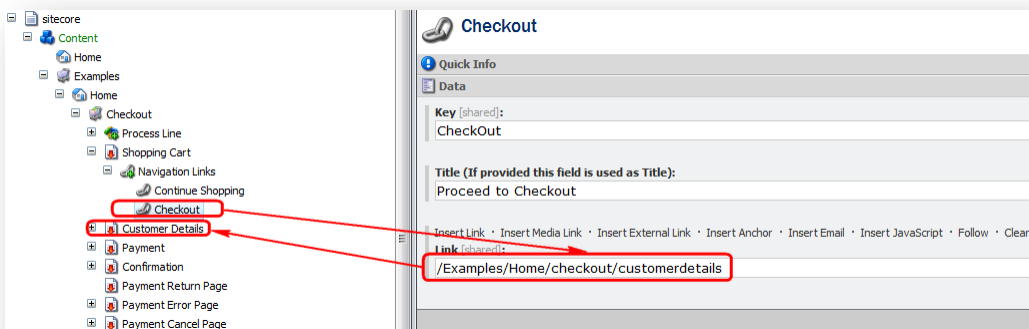 sitecore
Content
Home
Examples
Home
Checkout
Process Line
Shopping Cart
Navigation Links
Continue Shopping
Checkout
Customer Details
Payment
Confirmation
Payment Return Page
Payment Error Page
Payment Cancel Page
Checkout
Quick Info
Data
Key [shared]:
CheckOut
Title (If provided this field is used as Title):
Proceed to Checkout
Insert Link · Insert Media Link · Insert External Link · Insert Anchor · Insert Email · Insert JavaScript · Follow · Clear
Link [shared]:
/Examples/Home/checkout/customerdetails